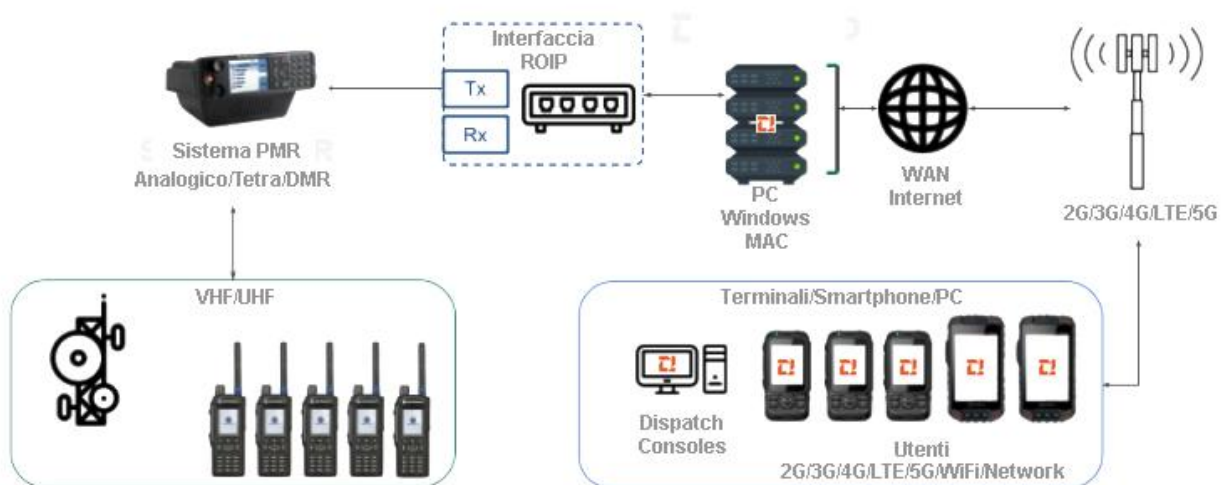 Interfaccia
ROIP
Tx
Rx
Sistema PMR
Analogico/Tetra/DMR
PC
Windows
MAC
WAN
Internet
2G/3G/4G/LTE/5G
VHF/UHF
Terminali/Smartphone/PC
Dispatch
Consoles
Utenti
2G/3G/4G/LTE/5G/WiFi/Network